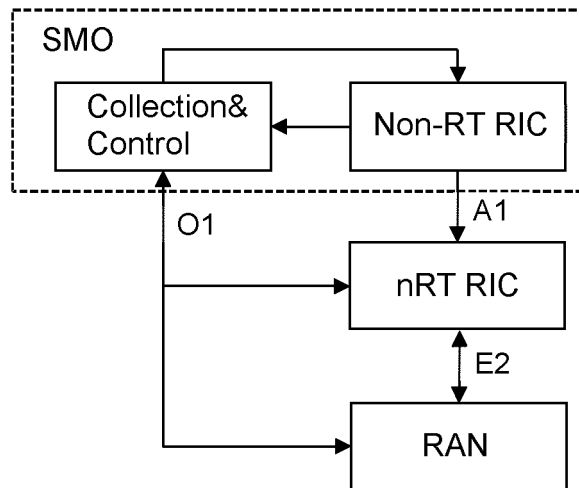 SMO
Collection&
Control
Non-RT RIC
O1
A1
nRT RIC
E2
RAN